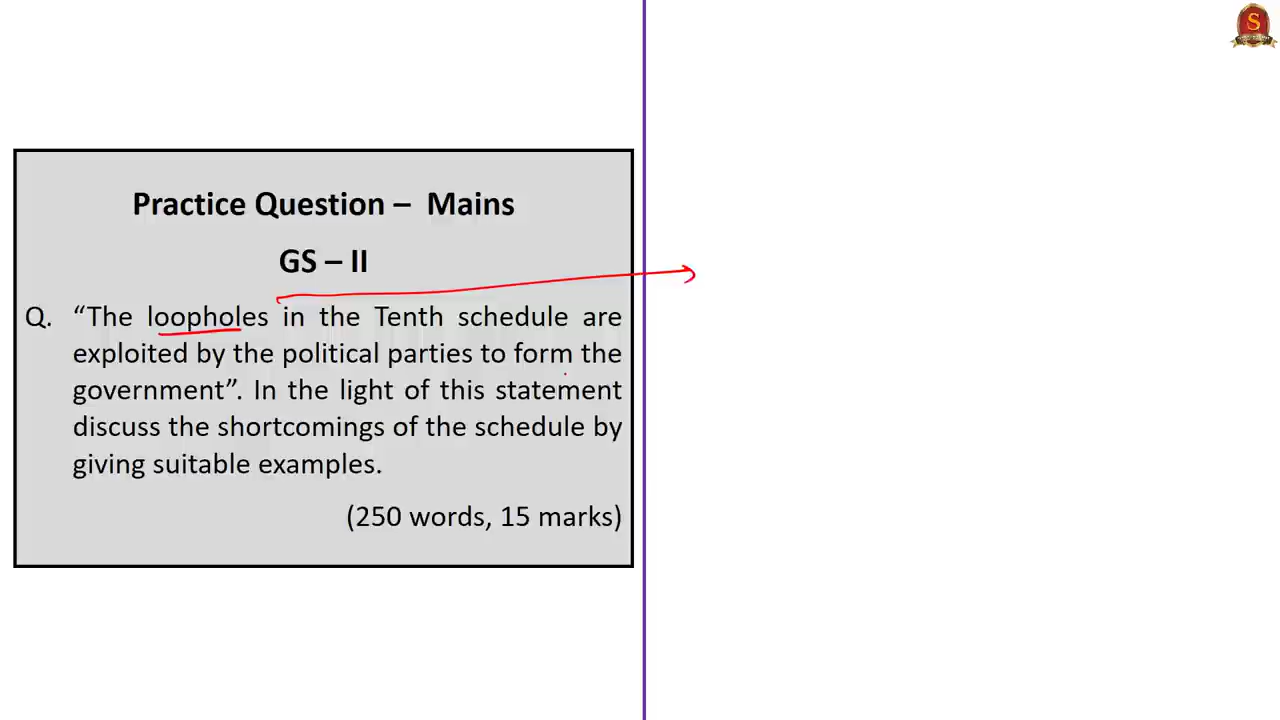 Practice Question – Mains
GS – II
Q. “The loopholes in the Tenth schedule are
exploited by the political parties to form the
government”. In the light of this statement
discuss the shortcomings of the schedule by
giving suitable examples.
(250 words, 15 marks)
S